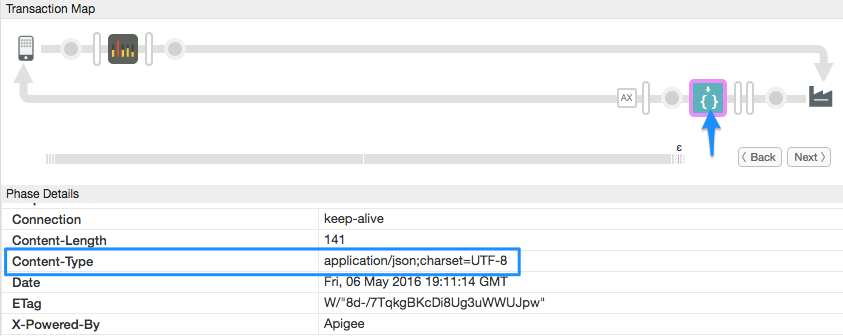 Transaction Map
AX
{ }
ε
〈 Back
Next 〉
Phase Details
Connection keep-alive
Content-Length 141
Content-Type application/json;charset=UTF-8
Date Fri, 06 May 2016 19:11:14 GMT
ETag W/"8d-/7TqkgBKcDi8Ug3uWWUJpw"
X-Powered-By Apigee